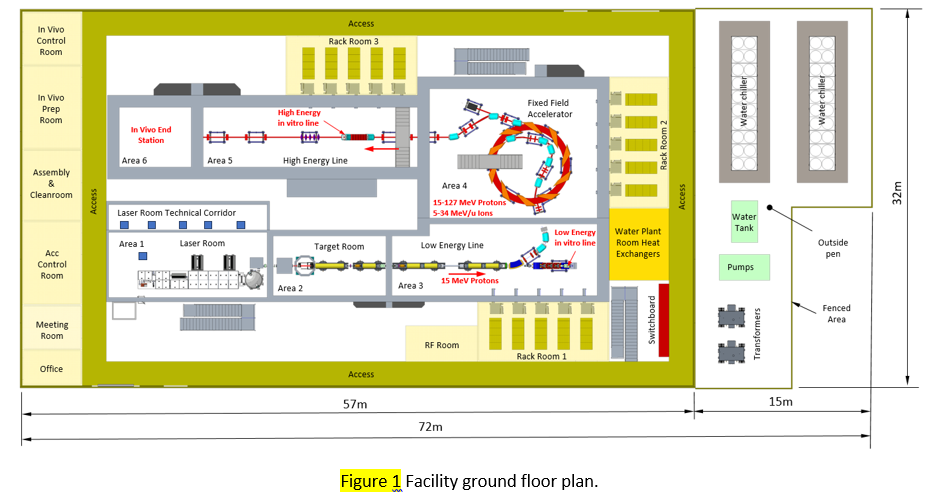 Access
In Vivo
Control
Room
In Vivo
Prep
Room
Assembly
&
Cleanroom
Acc
Control
Room
Meeting
Room
Office
Access
Rack Room 3
High Energy
in vitro line
In Vivo End
Station
Area 6
Area 5
High Energy Line
Fixed Field
Accelerator
Area 4
15-127 MeV Protons
5-34 MeV/u Ions
Rack Room 2
Access
Laser Room Technical Corridor
Area 1
Laser Room
Target Room
Area 2
Low Energy Line
Area 3
15 MeV Protons
Low Energy
in vitro line
Water Plant
Room Heat
Exchangers
Switchboard
RF Room
Rack Room 1
Access
Water chiller
Water chiller
Water
Tank
Pumps
Transformers
Outside
pen
Fenced
Area
32m
57m
15m
72m
Figure 1 Facility ground floor plan.